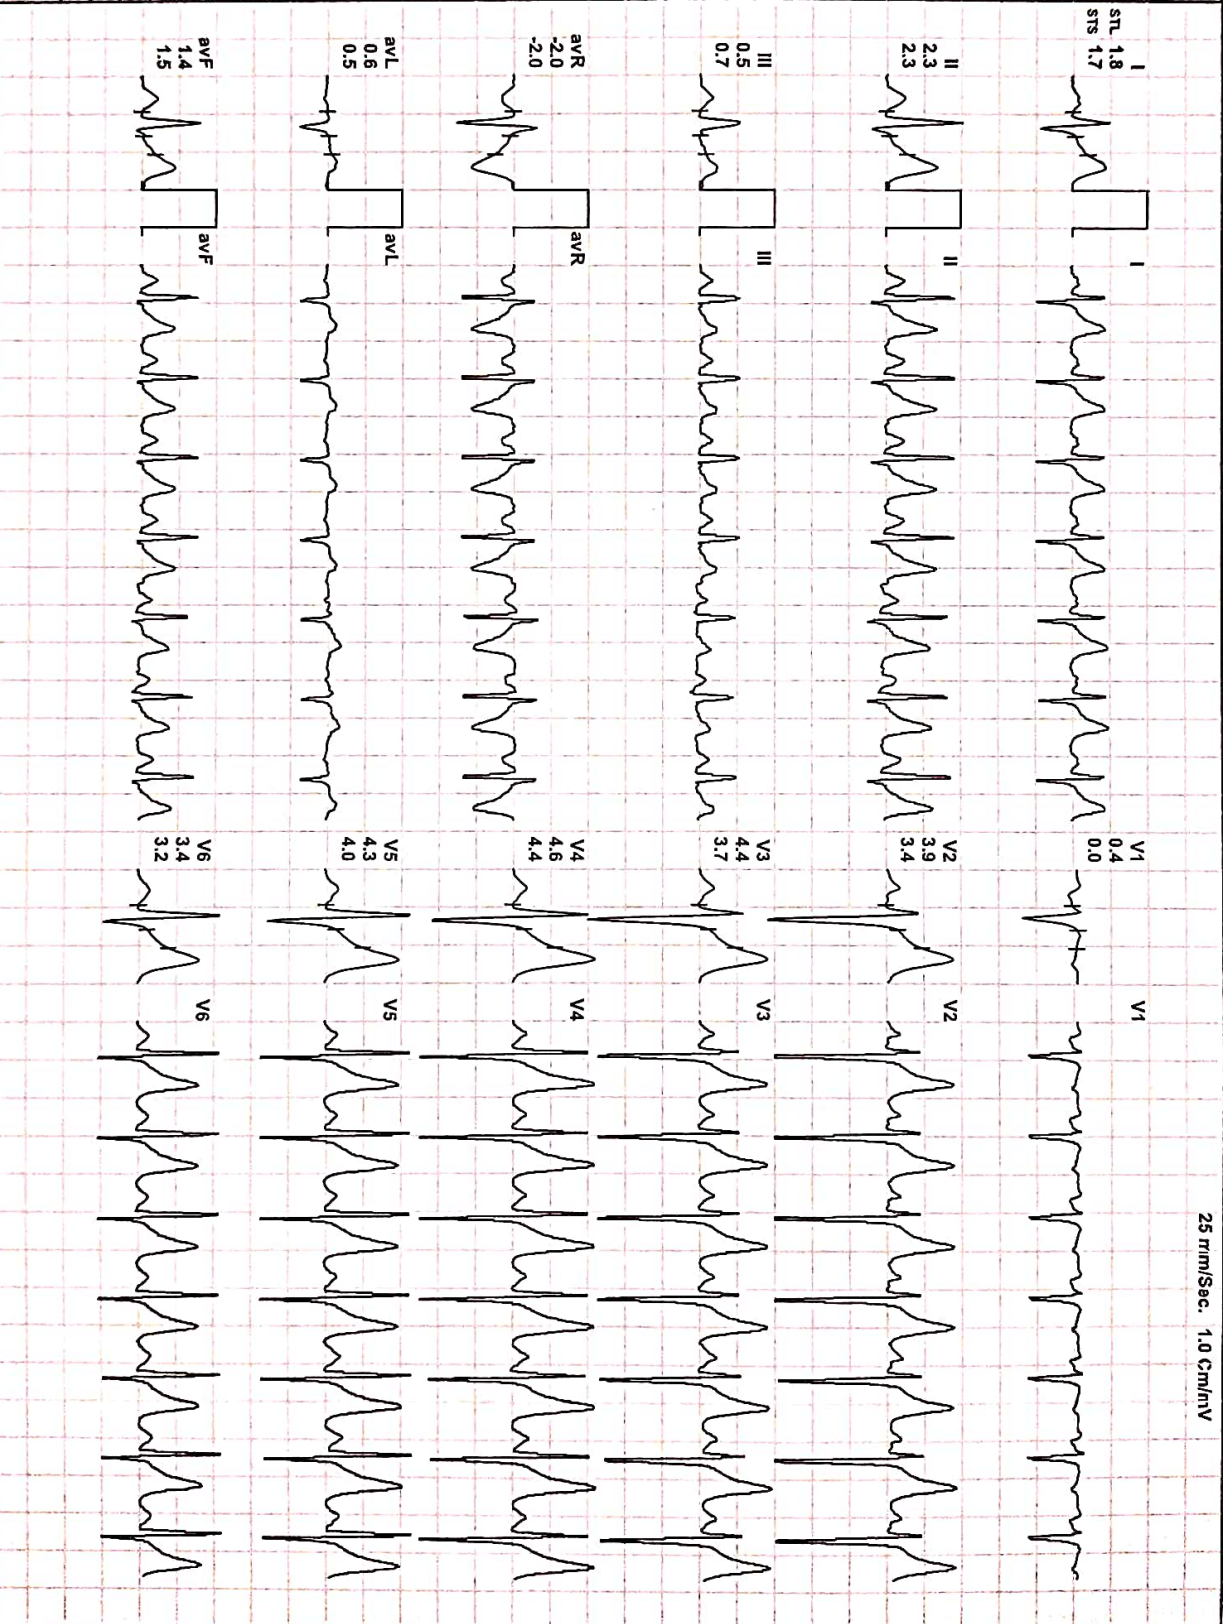 25 mm/Sec. 1.0 Cm/mV
I
STL 1.8
STS 1.7
I
V1
0.4
0.0
V1
II
2.3
2.3
II
V2
3.9
3.4
V2
III
0.5
0.7
III
V3
4.4
3.7
V3
avR
-2.0
-2.0
avR
V4
4.6
4.4
V4
avL
0.6
0.5
avL
V5
4.3
4.0
V5
avF
1.4
1.5
avF
V6
3.4
3.2
V6